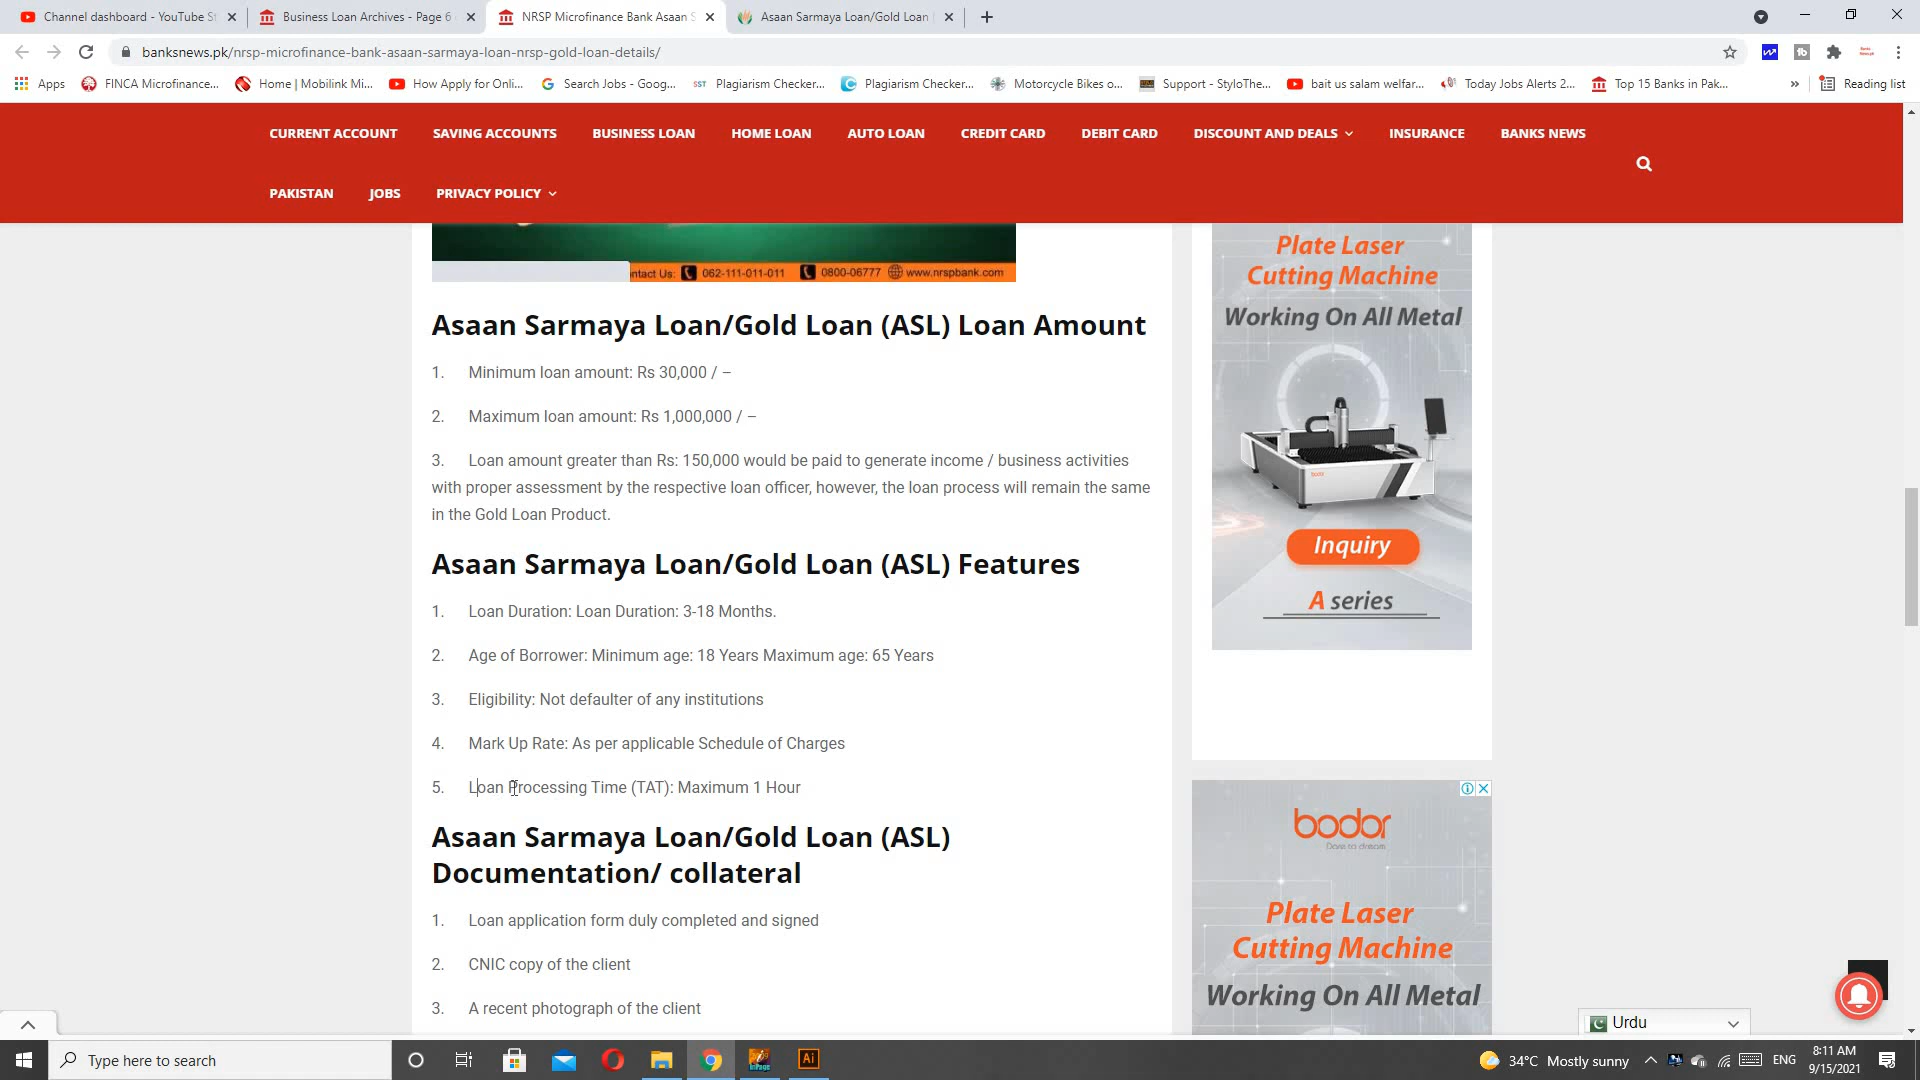 Channel dashboard - YouTube St
Business Loan Archives - Page 6
NRSP Microfinance Bank Asaan S
Asaan Sarmaya Loan/Gold Loan
banksnews.pk/nrsp-microfinance-bank-asaan-sarmaya-loan-nrsp-gold-loan-details/
Apps
FINCA Microfinance...
Home | Mobilink Mi...
How Apply for Onli...
Search Jobs - Goog...
SST Plagiarism Checker...
Plagiarism Checker...
Motorcycle Bikes o...
Support - StyloThe...
bait us salam welfar...
Today Jobs Alerts 2...
Top 15 Banks in Pak...
»
Reading list
CURRENT ACCOUNT SAVING ACCOUNTS BUSINESS LOAN HOME LOAN AUTO LOAN CREDIT CARD DEBIT CARD DISCOUNT AND DEALS INSURANCE BANKS NEWS
PAKISTAN JOBS PRIVACY POLICY
ntact Us: 062-111-011-011 0800-06777 www.nrspbank.com
Asaan Sarmaya Loan/Gold Loan (ASL) Loan Amount
1. Minimum loan amount: Rs 30,000 / –
2. Maximum loan amount: Rs 1,000,000 / –
3. Loan amount greater than Rs: 150,000 would be paid to generate income / business activities
with proper assessment by the respective loan officer, however, the loan process will remain the same
in the Gold Loan Product.
Asaan Sarmaya Loan/Gold Loan (ASL) Features
1. Loan Duration: Loan Duration: 3-18 Months.
2. Age of Borrower: Minimum age: 18 Years Maximum age: 65 Years
3. Eligibility: Not defaulter of any institutions
4. Mark Up Rate: As per applicable Schedule of Charges
5. Loan Processing Time (TAT): Maximum 1 Hour
Asaan Sarmaya Loan/Gold Loan (ASL)
Documentation/ collateral
1. Loan application form duly completed and signed
2. CNIC copy of the client
3. A recent photograph of the client
Plate Laser
Cutting Machine
Working On All Metal
bodor
Inquiry
A series
bodor
Dare to dream
Plate Laser
Cutting Machine
Working On All Metal
Urdu
Type here to search
Ai
34°C Mostly sunny
ENG
8:11 AM
9/15/2021